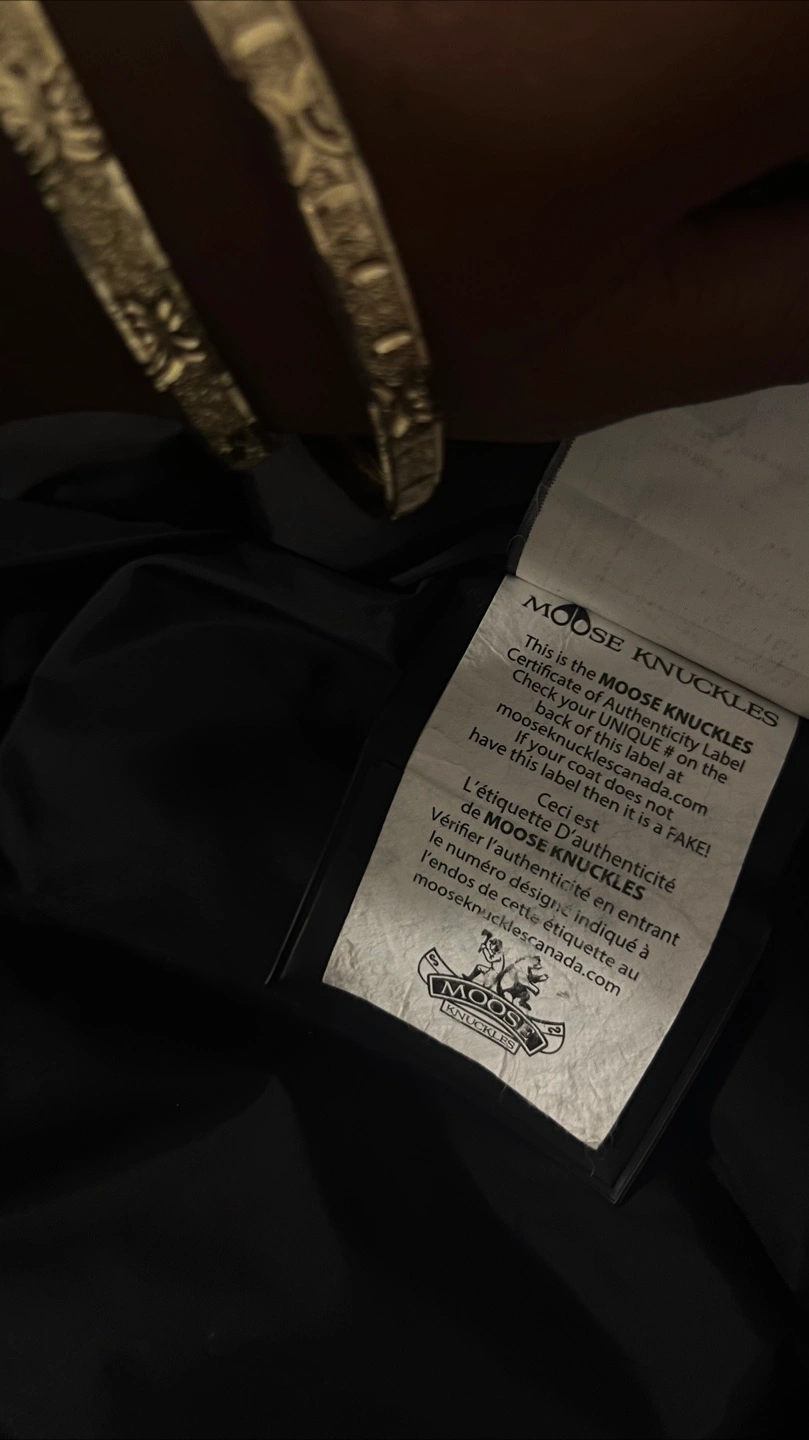 MOOSE KNUCKLES
This is the MOOSE KNUCKLES
Certificate of Authenticity Label
Check your UNIQUE # on the
back of this label at
mooseknucklescanada.com
If your coat does not
have this label then it is a FAKE!
Ceci est
L'étiquette D'authenticité
de MOOSE KNUCKLES
Vérifier l'authenticité en entrant
le numéro désigné indiqué à
l'endos de cette étiquette au
mooseknucklescanada.com
MOOSE
KNUCKLES